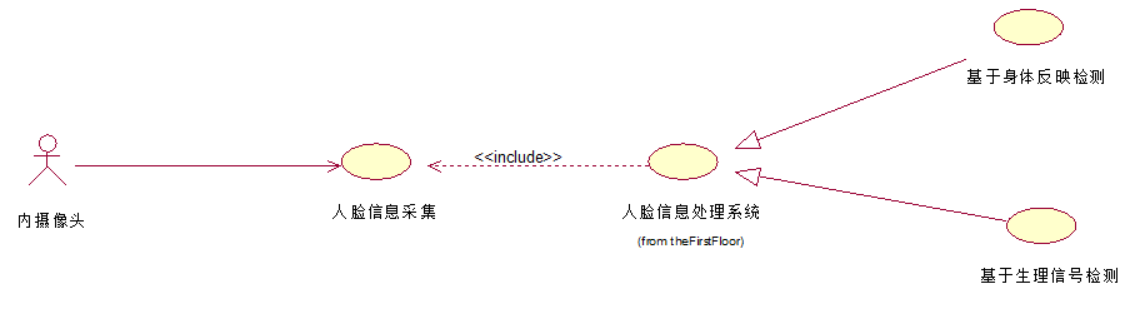 基于身体反映检测
<<include>>
内摄像头
人脸信息采集
人脸信息处理系统
(from theFirstFloor)
基于生理信号检测